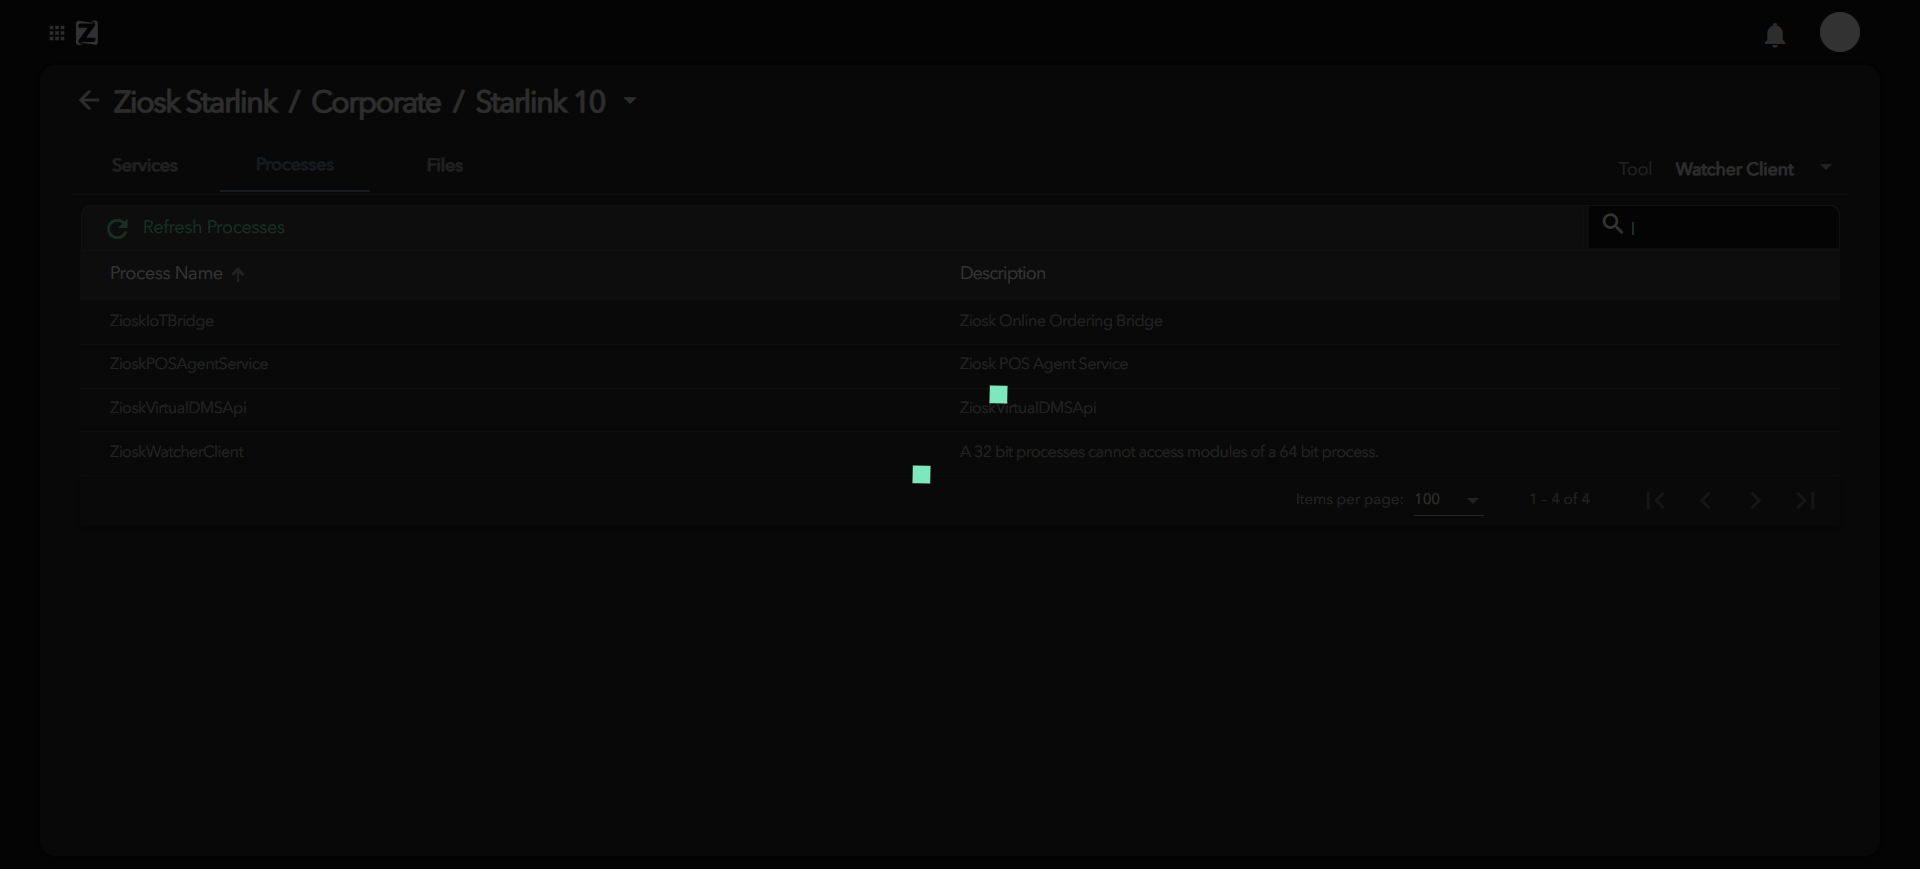 Z
Ziosk Starlink / Corporate / Starlink 10
Services Processes Files Tool Watcher Client
Refresh Processes
Process Name Description
ZioskIoTBridge Ziosk Online Ordering Bridge
ZioskPOSAgentService Ziosk POS Agent Service
ZioskVirtualDMSApi ZioskVirtualDMSApi
ZioskWatcherClient A 32 bit processes cannot access modules of a 64 bit process.
Items per page: 100 1 – 4 of 4